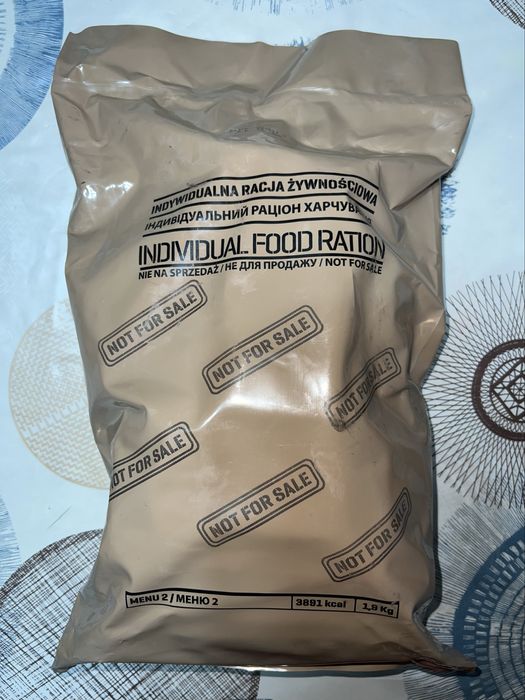 INDYWIDUALNA RACJA ŻYWNOŚCIOWA
ІНДИВІДУАЛЬНИЙ РАЦІОН
INDIVIDUAL FOOD RATION
NIE NA SPRZEDAŻ / НЕ ДЛЯ ПРОДАЖУ / NOT FOR SALE
NOT FOR SALE
NOT FOR SALE
NOT FOR SALE
OT FOR SALE
NOT FOR SALE
NOT FOR SALE
MENU 2 / МЕНЮ 2 3891 kcal 1,9 Kg